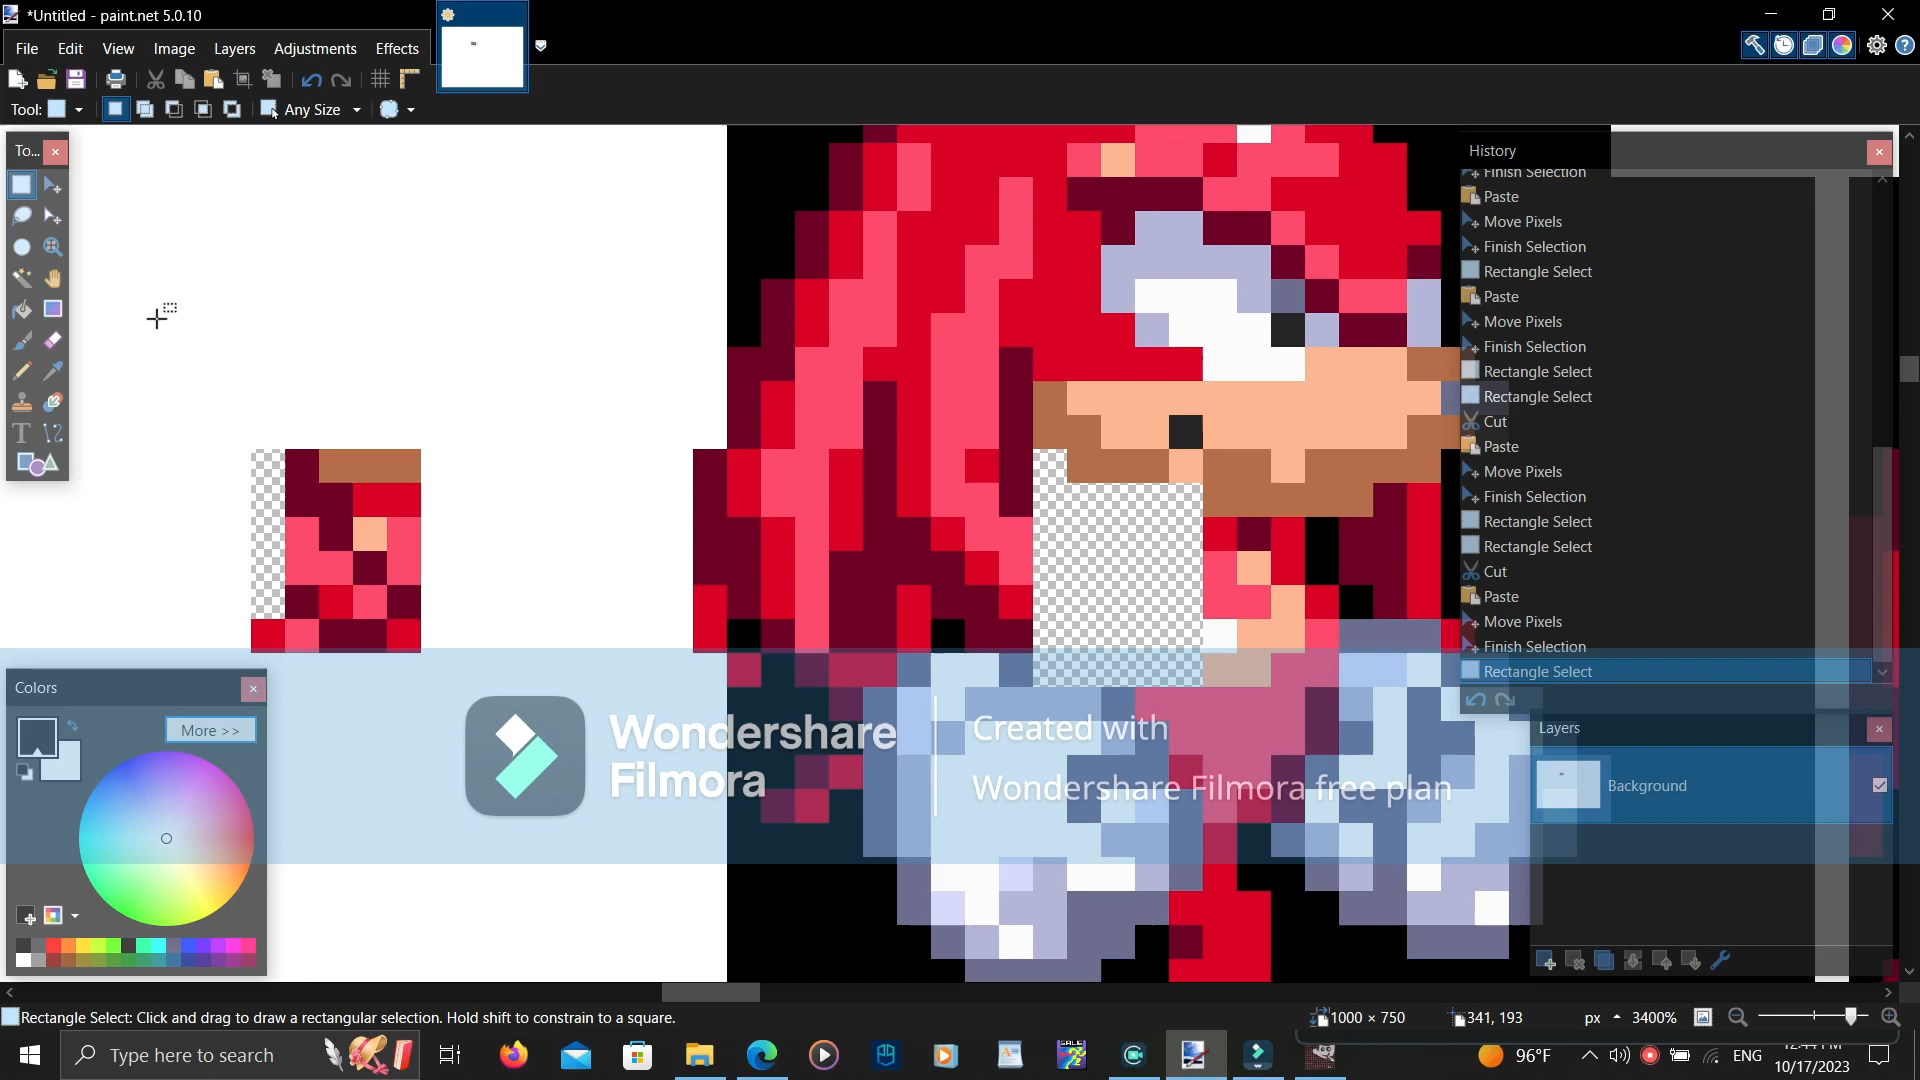 *Untitled - paint.net 5.0.10
File Edit View Image Layers Adjustments Effects
Tool: Any Size
To...
History
Finish Selection
Paste
Move Pixels
Finish Selection
Rectangle Select
Paste
Move Pixels
Finish Selection
Rectangle Select
Rectangle Select
Cut
Paste
Move Pixels
Finish Selection
Rectangle Select
Rectangle Select
Cut
Paste
Move Pixels
Finish Selection
Rectangle Select
Colors
More >>
Wondershare
Filmora
Created with
Wondershare Filmora free plan
Layers
Background
Rectangle Select: Click and drag to draw a rectangular selection. Hold shift to constrain to a square.
1000 × 750
341, 193
px
3400%
Type here to search
96°F
ENG
12:44 PM
10/17/2023